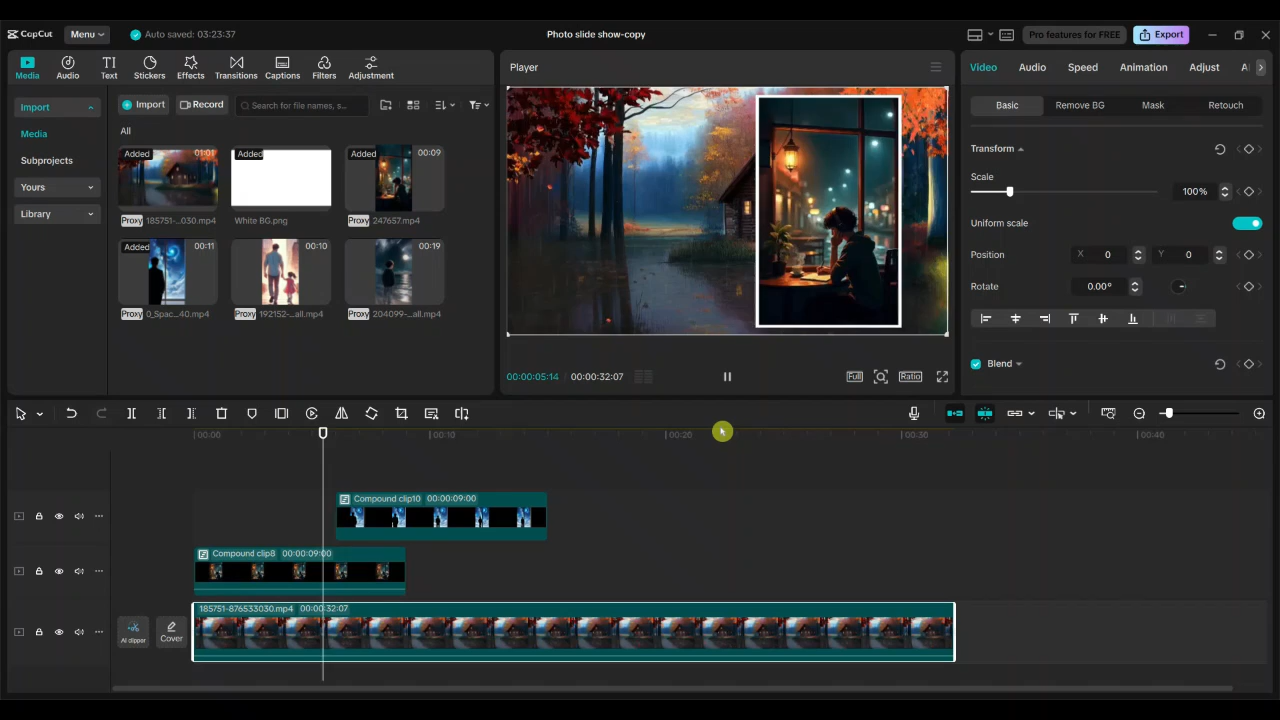 CapCut Menu Auto saved: 03:23:37 Photo slide show-copy Pro features for FREE Export
Media Audio Text Stickers Effects Transitions Captions Filters Adjustment
Import
Media
Subprojects
Yours
Library
Import Record Search for file names, s...
All
Added 01:01 Added Added 00:09
Proxy 185751-...030.mp4 White BG.png Proxy 247657.mp4
Added 00:11 00:10 00:19
Proxy 0_Spac...40.mp4 Proxy 192152-...all.mp4 Proxy 204099-...all.mp4
Player
00:00:05:14 / 00:00:32:07 Full Ratio
Video Audio Speed Animation Adjust
Basic Remove BG Mask Retouch
Transform
Scale
100%
Uniform scale
Position X 0 Y 0
Rotate 0.00°
Blend
00:00 00:10 00:20 00:30 00:40
Compound clip10 00:00:09:00
Compound clip8 00:00:09:00
185751-876533030.mp4 00:00:32:07
AI clipper Cover